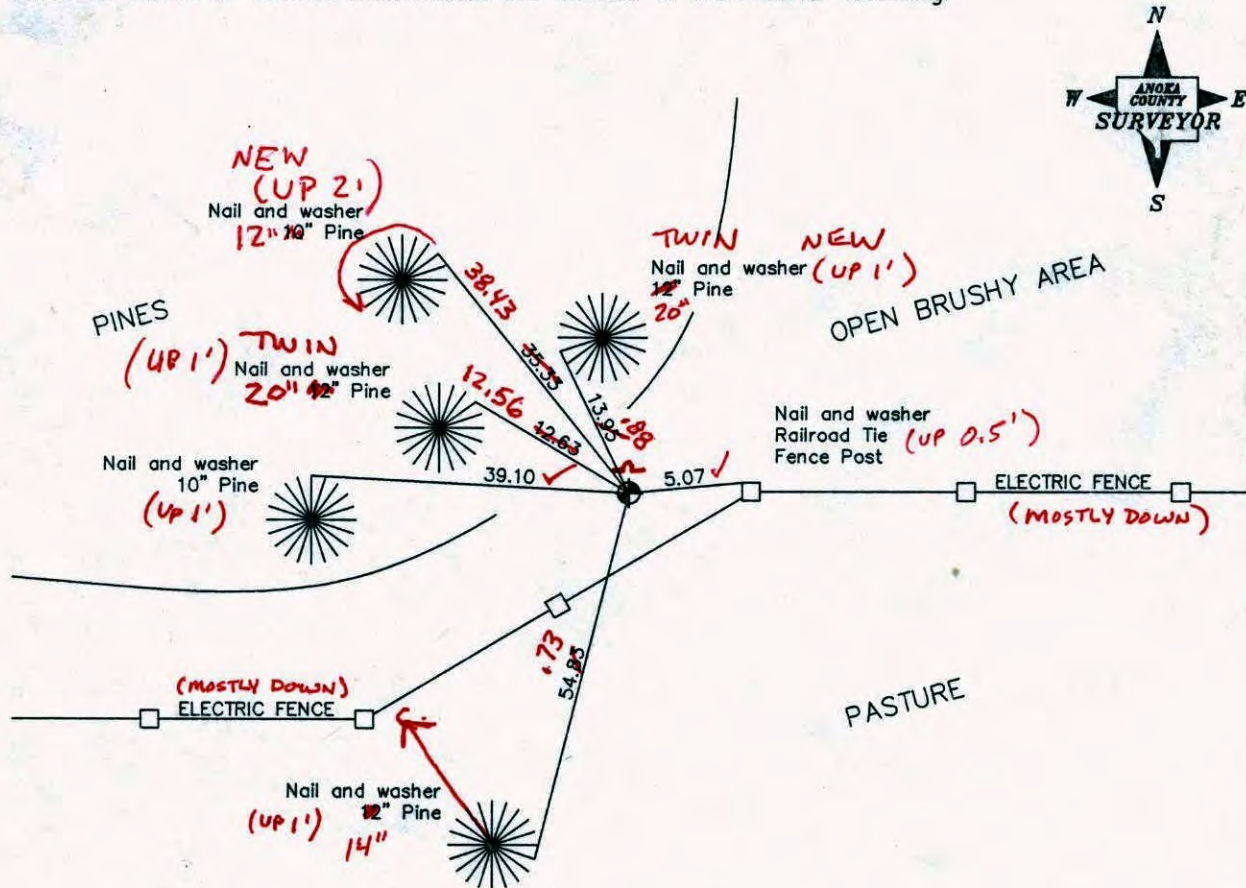 N
W
ANOKA
COUNTY
E
SURVEYOR
S
NEW
(UP 2')
Nail and washer
12" 10" Pine
38.43
35.33
TWIN NEW
Nail and washer (UP 1')
12" Pine
20"
OPEN BRUSHY AREA
PINES
(UP 1') TWIN
Nail and washer
20" 12" Pine
12.56
12.63
13.95
.88
Nail and washer
Railroad Tie (UP 0.5')
Fence Post
Nail and washer
10" Pine
(UP 1')
39.10 ✓
5.07 ✓
ELECTRIC FENCE
(MOSTLY DOWN)
.73
54.83
(MOSTLY DOWN)
ELECTRIC FENCE
PASTURE
Nail and washer
12" Pine
(UP 1')
14"